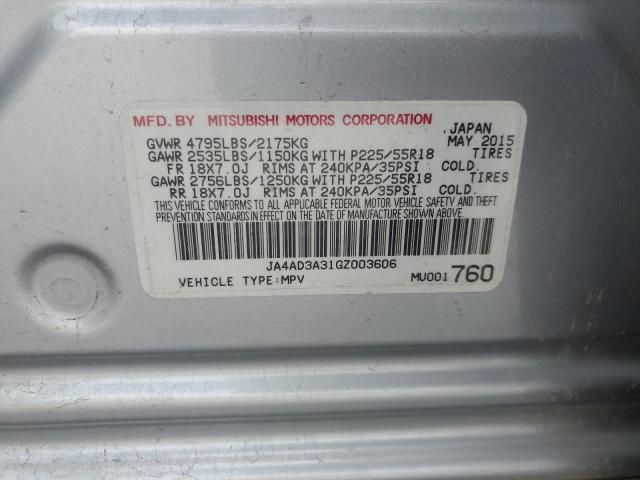 MFD. BY MITSUBISHI MOTORS CORPORATION
JAPAN
GVWR 4795LBS/2175KG MAY 2015
GAWR 2535LBS/1150KG WITH P225/55R18 TIRES
FR 18X7.0J RIMS AT 240KPA/35PSI COLD.
GAWR 2756LBS/1250KG WITH P225/55R18 TIRES
RR 18X7.0J RIMS AT 240KPA/35PSI COLD.
THIS VEHICLE CONFORMS TO ALL APPLICABLE FEDERAL MOTOR VEHICLE SAFETY AND THEFT
PREVENTION STANDARDS IN EFFECT ON THE DATE OF MANUFACTURE SHOWN ABOVE.
JA4AD3A31GZ003606
VEHICLE TYPE:MPV MU001760